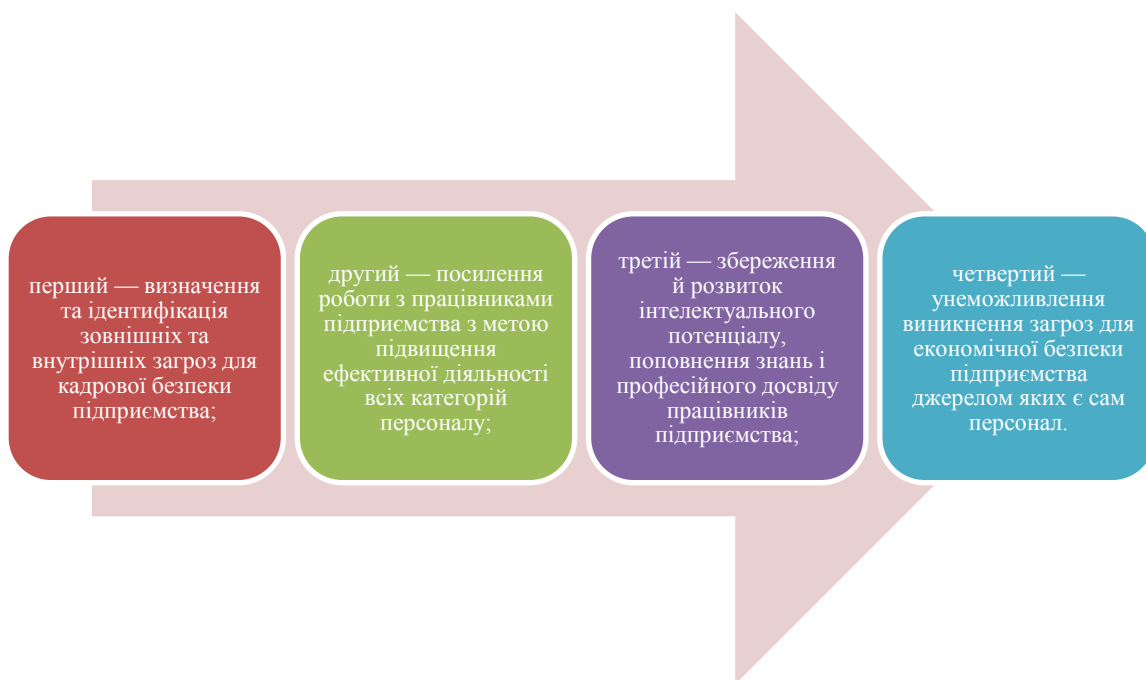 перший — визначення
та ідентифікація
зовнішніх та
внутрішніх загроз для
кадрової безпеки
підприємства;
другий — посилення
роботи з працівниками
підприємства з метою
підвищення
ефективної діяльності
всіх категорій
персоналу;
третій — збереження
й розвиток
інтелектуального
потенціалу,
поповнення знань і
професійного досвіду
працівників
підприємства;
четвертий —
унеможливлення
виникнення загроз для
економічної безпеки
підприємства
джерелом яких є сам
персонал.